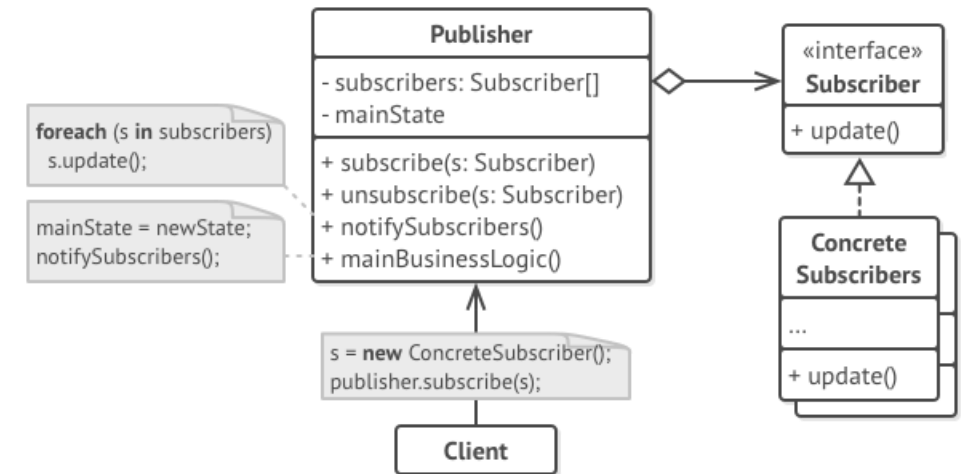 Publisher
- subscribers: Subscriber[]
- mainState
+ subscribe(s: Subscriber)
+ unsubscribe(s: Subscriber)
+ notifySubscribers()
+ mainBusinessLogic()
foreach (s in subscribers)
s.update();
mainState = newState;
notifySubscribers();
«interface»
Subscriber
+ update()
Concrete
Subscribers
...
+ update()
s = new ConcreteSubscriber();
publisher.subscribe(s);
Client